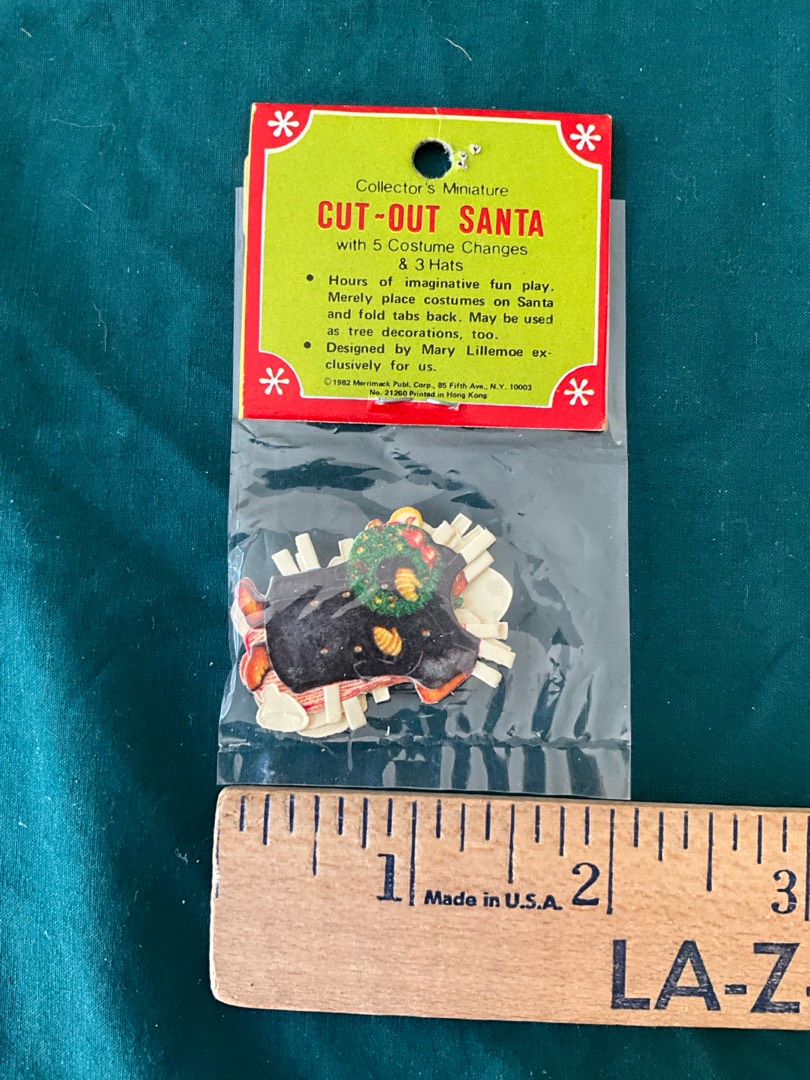 Collector's Miniature
CUT-OUT SANTA
with 5 Costume Changes
& 3 Hats
• Hours of imaginative fun play.
Merely place costumes on Santa
and fold tabs back. May be used
as tree decorations, too.
• Designed by Mary Lillemoe ex-
clusively for us.
©1982 Merrimack Publ. Corp., 85 Fifth Ave., N.Y. 10003
No. 21260 Printed in Hong Kong
1 Made in U.S.A. 2 3
LA-Z-